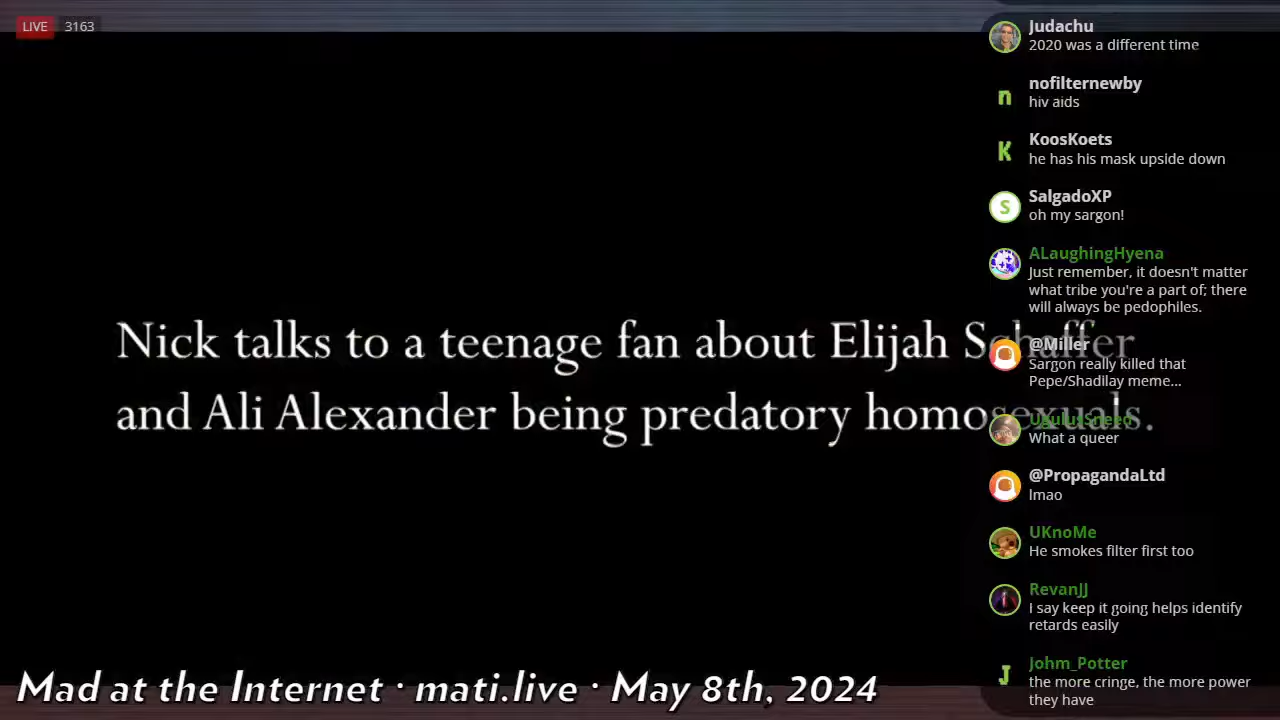 LIVE 3163
Nick talks to a teenage fan about Elijah Schaffer
and Ali Alexander being predatory homosexuals.
Judachu
2020 was a different time
nofilternewby
hiv aids
KoosKoets
he has his mask upside down
SalgadoXP
oh my sargon!
ALaughingHyena
Just remember, it doesn't matter
what tribe you're a part of; there
will always be pedophiles.
@Miller
Sargon really killed that
Pepe/Shadilay meme...
What a queer
@PropagandaLtd
lmao
UKnoMe
He smokes filter first too
RevanJJ
I say keep it going helps identify
retards easily
Johm_Potter
the more cringe, the more power
they have
Mad at the Internet · mati.live · May 8th, 2024